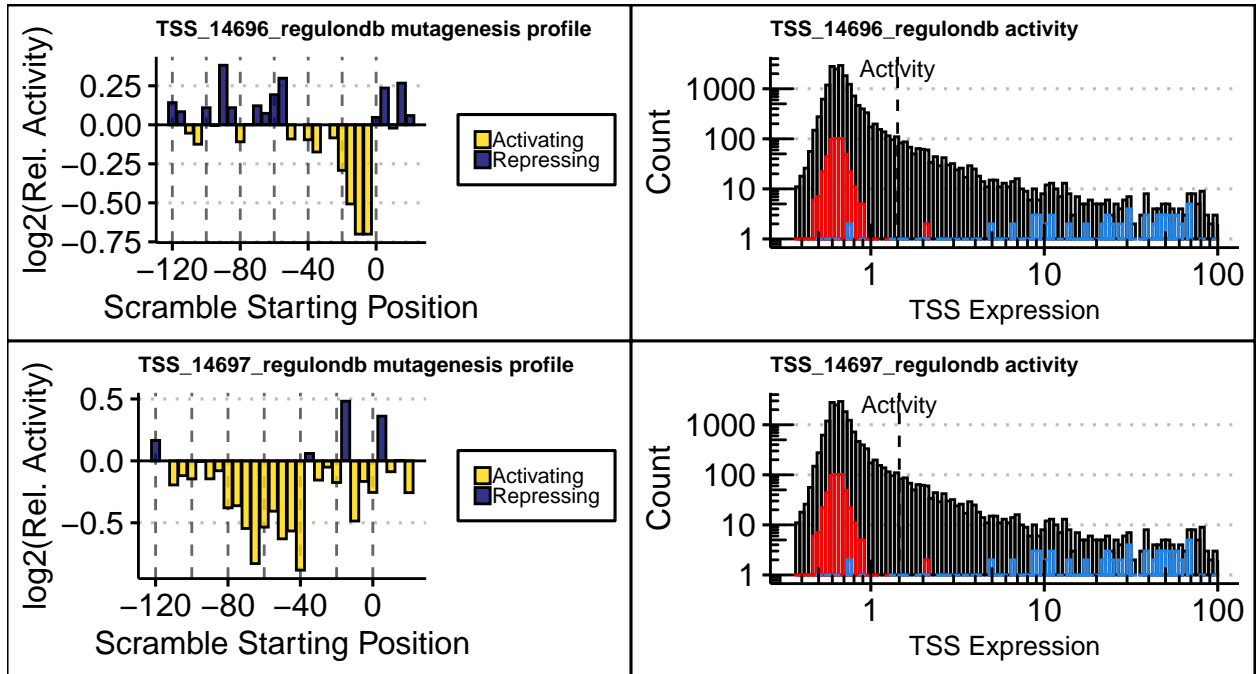 TSS_14696_regulondb mutagenesis profile
log2(Rel. Activity)
0.25
0.00
−0.25
−0.50
−0.75
−120 −80 −40 0
Scramble Starting Position
Activating
Repressing
TSS_14696_regulondb activity
Activity
Count
1000
100
10
1
1 10 100
TSS Expression
TSS_14697_regulondb mutagenesis profile
log2(Rel. Activity)
0.5
0.0
−0.5
−120 −80 −40 0
Scramble Starting Position
Activating
Repressing
TSS_14697_regulondb activity
Activity
Count
1000
100
10
1
1 10 100
TSS Expression